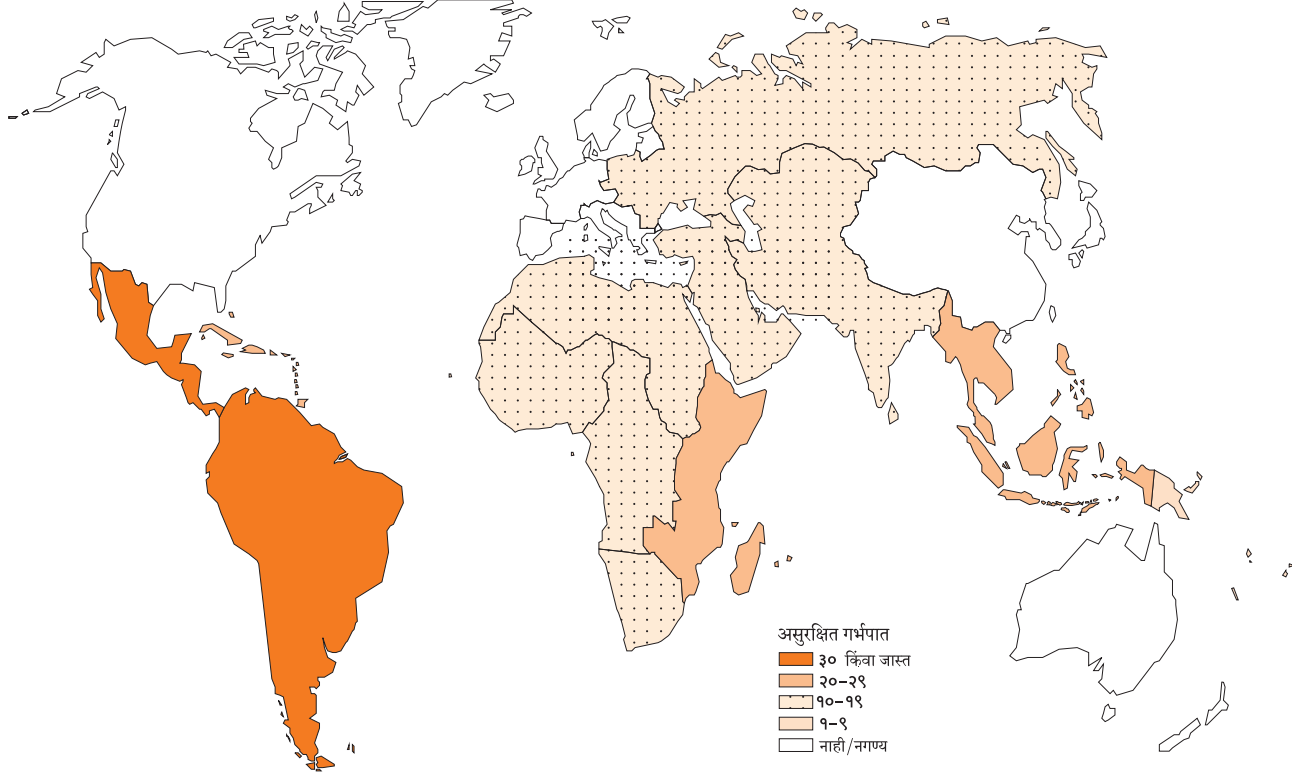 असुरक्षित गर्भपात
३० किंवा जास्त
२०–२९
१०–१९
१–९
नाही/नगण्य